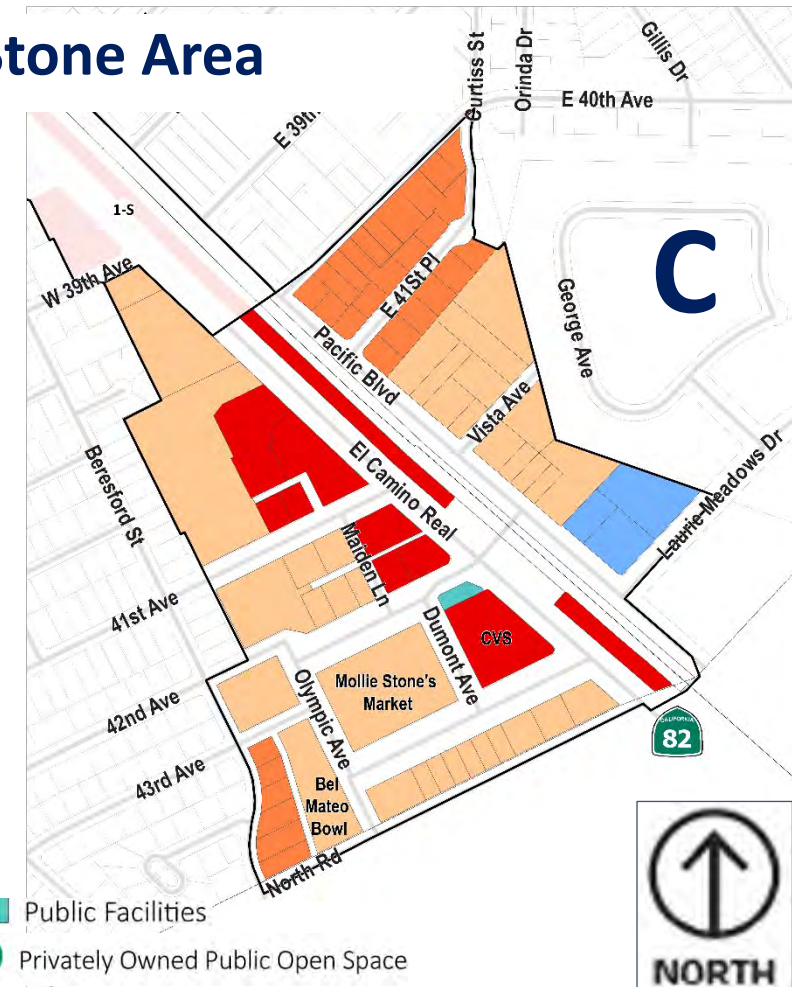 Stone Area
Curtiss St
Orinda Dr
Gillis Dr
E 40th Ave
E 39th
1-S
C
W 39th Ave
E 41St Pl
George Ave
Pacific Blvd
Vista Ave
El Camino Real
Beresford St
Laurie Meadows Dr
Maiden Ln
41st Ave
Dumont Ave
CVS
Mollie Stone's
Market
Olympic Ave
42nd Ave
CALIFORNIA
82
43rd Ave
Bel
Mateo
Bowl
North Rd
Public Facilities
Privately Owned Public Open Space
NORTH